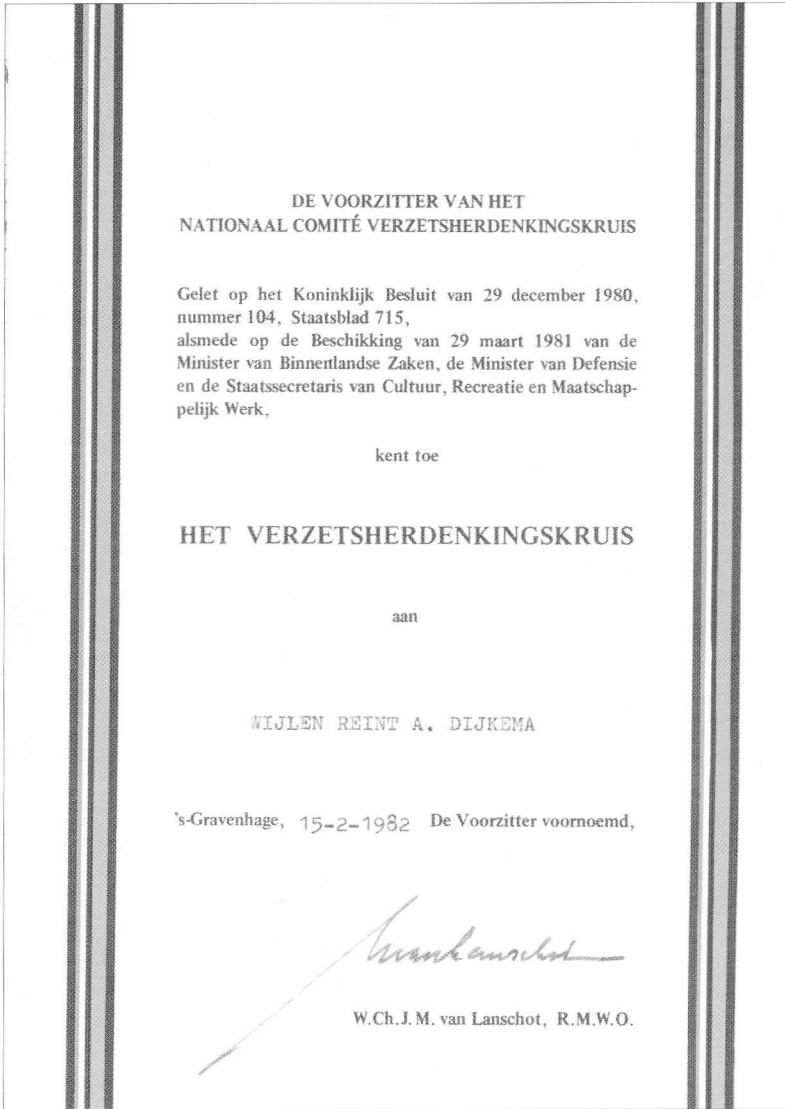 DE VOORZITTER VAN HET
NATIONAAL COMITÉ VERZETSHERDENKINGSKRUIS
Gelet op het Koninklijk Besluit van 29 december 1980,
nummer 104, Staatsblad 715,
alsmede op de Beschikking van 29 maart 1981 van de
Minister van Binnenlandse Zaken, de Minister van Defensie
en de Staatssecretaris van Cultuur, Recreatie en Maatschap-
pelijk Werk,
kent toe
HET VERZETSHERDENKINGSKRUIS
aan
WIJLEN REINT A. DIJKEMA
's-Gravenhage, 15-2-1982 De Voorzitter voornoemd,
W.Ch.J.M. van Lanschot, R.M.W.O.